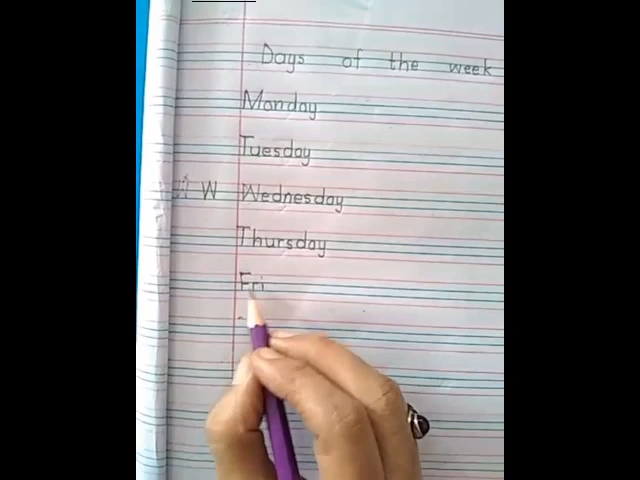 Days of the week
Monday
Tuesday
W Wednesday
Thursday
Fri